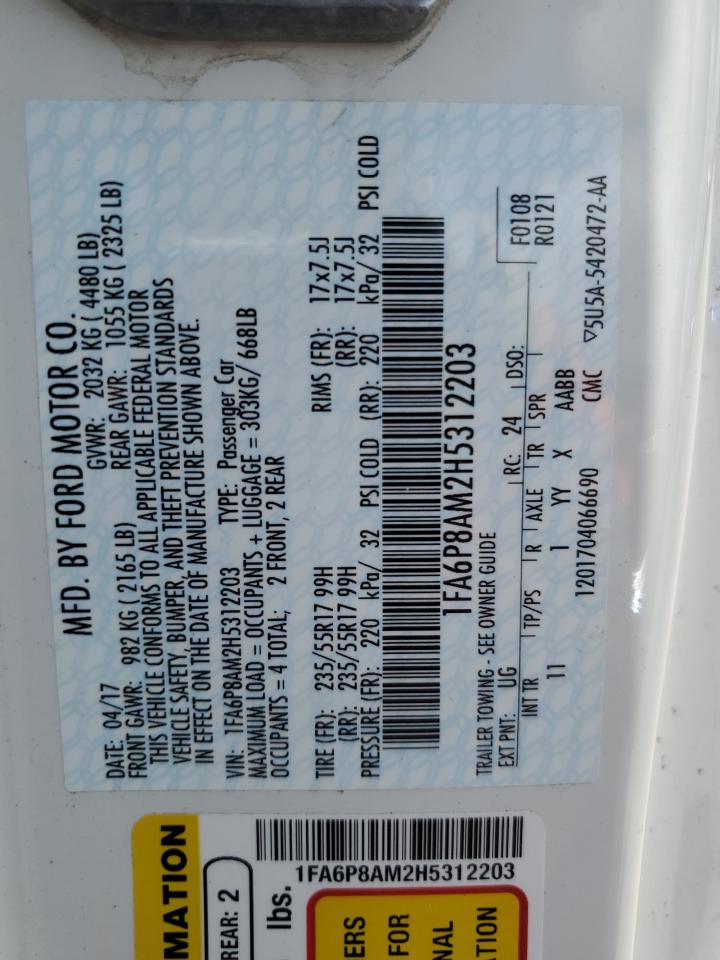 MFD. BY FORD MOTOR CO.
DATE: 04/17 GVWR: 2032 KG ( 4480 LB)
FRONT GAWR: 982 KG ( 2165 LB) REAR GAWR: 1055 KG ( 2325 LB)
THIS VEHICLE CONFORMS TO ALL APPLICABLE FEDERAL MOTOR
VEHICLE SAFETY, BUMPER, AND THEFT PREVENTION STANDARDS
IN EFFECT ON THE DATE OF MANUFACTURE SHOWN ABOVE.
VIN: 1FA6P8AM2H5312203 TYPE: Passenger Car
MAXIMUM LOAD = OCCUPANTS + LUGGAGE = 303KG/ 668LB
OCCUPANTS = 4 TOTAL; 2 FRONT, 2 REAR
TIRE (FR): 235/55R17 99H RIMS (FR): 17x7.5J
(RR): 235/55R17 99H (RR): 17x7.5J
PRESSURE (FR): 220 kPa/ 32 PSI COLD (RR): 220 kPa/ 32 PSI COLD
1FA6P8AM2H5312203
TRAILER TOWING - SEE OWNER GUIDE
EXT PNT: UG RC: 24 DSO: F0108
R0121
INT TR TP/PS R AXLE TR SPR
11 1 YY X AABB
1201704066690 CMC ▽5U5A-5420472-AA
MATION
REAR: 2
lbs.
1FA6P8AM2H5312203
ERS
FOR
NAL
TION